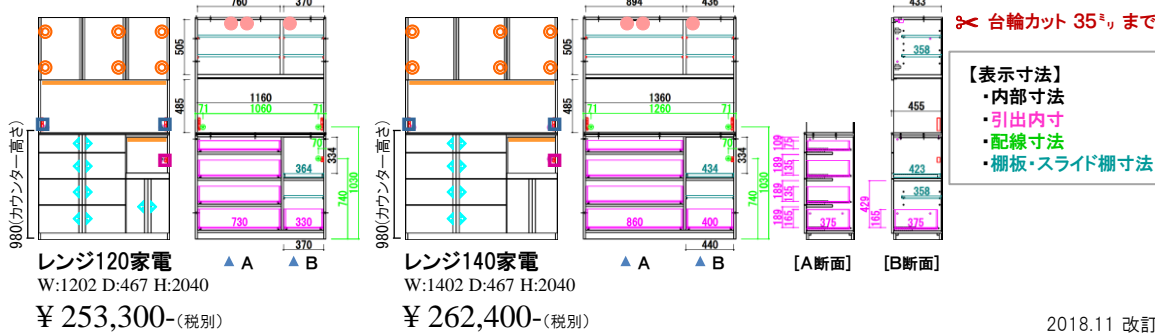 760 370 894 436 433
✂ 台輪カット 35㍉ まで
505 505 358
【表示寸法】
・内部寸法
・引出内寸
・配線寸法
・棚板・スライド棚寸法
485 1160 485 1360 455
71 1060 71 71 1260 71
980(カウンター高さ) 70 334 980(カウンター高さ) 70 334 109 75
364 434 189 135 423
740 1030 740 1030 189 135 429 358
730 330 860 400 189 165 375 165 375
370 440
▲ A ▲ B ▲ A ▲ B [A断面] [B断面]
レンジ120家電 レンジ140家電
W:1202 D:467 H:2040 W:1402 D:467 H:2040
¥ 253,300-(税別) ¥ 262,400-(税別)
2018.11 改訂